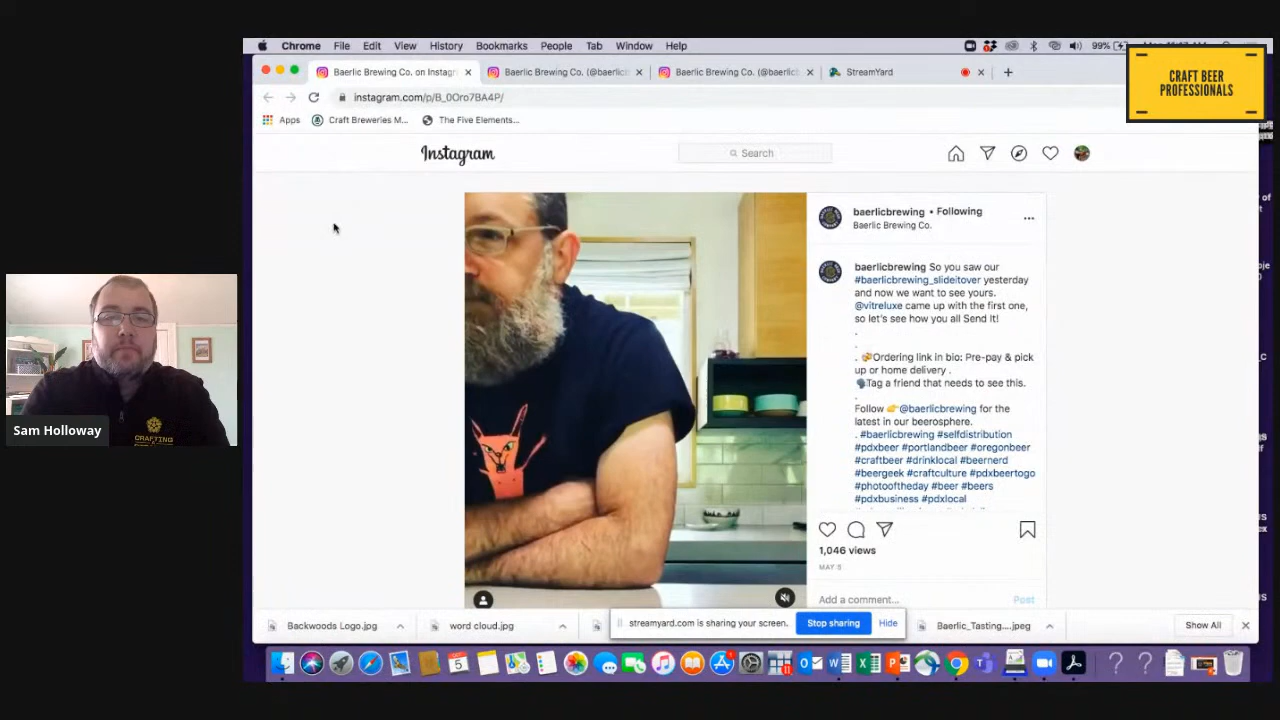 Chrome File Edit View History Bookmarks People Tab Window Help
99%
Baerlic Brewing Co. on Instagr
Baerlic Brewing Co. (@baerlic
Baerlic Brewing Co. (@baerlic
StreamYard
instagram.com/p/B_0Oro7BA4P/
Apps
Craft Breweries M...
The Five Elements...
CRAFT BEER
PROFESSIONALS
Instagram
Search
baerlicbrewing • Following
Baerlic Brewing Co.
baerlicbrewing So you saw our
#baerlicbrewing_slideitover yesterday
and now we want to see yours.
@vitreluxe came up with the first one,
so let's see how you all Send It!
.
.
. Ordering link in bio: Pre-pay & pick
up or home delivery .
Tag a friend that needs to see this.
.
Follow @baerlicbrewing for the
latest in our beerosphere.
. #baerlicbrewing #selfdistribution
#pdxbeer #portlandbeer #oregonbeer
#craftbeer #drinklocal #beernerd
#beergeek #craftculture #pdxbeertogo
#photooftheday #beer #beers
#pdxbusiness #pdxlocal
1,046 views
MAY 5
Add a comment... Post
Sam Holloway
CRAFTING
Backwoods Logo.jpg
word cloud.jpg
streamyard.com is sharing your screen.
Stop sharing
Hide
Baerlic_Tasting....jpeg
Show All
5